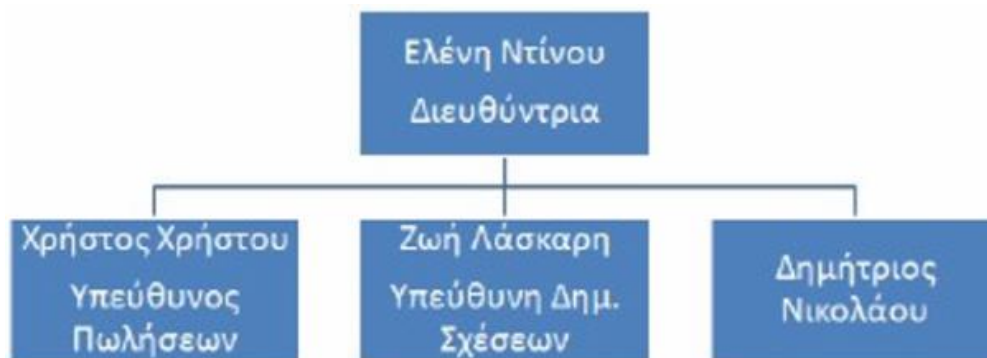 Ελένη Ντίνου
Διευθύντρια
Χρήστος Χρήστου
Υπεύθυνος
Πωλήσεων
Ζωή Λάσκαρη
Υπεύθυνη Δημ.
Σχέσεων
Δημήτριος
Νικολάου